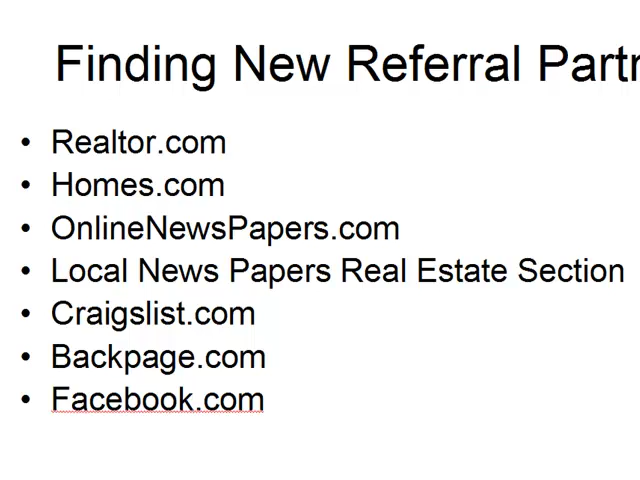 Finding New Referral Partn
• Realtor.com
• Homes.com
• OnlineNewsPapers.com
• Local News Papers Real Estate Section
• Craigslist.com
• Backpage.com
• Facebook.com